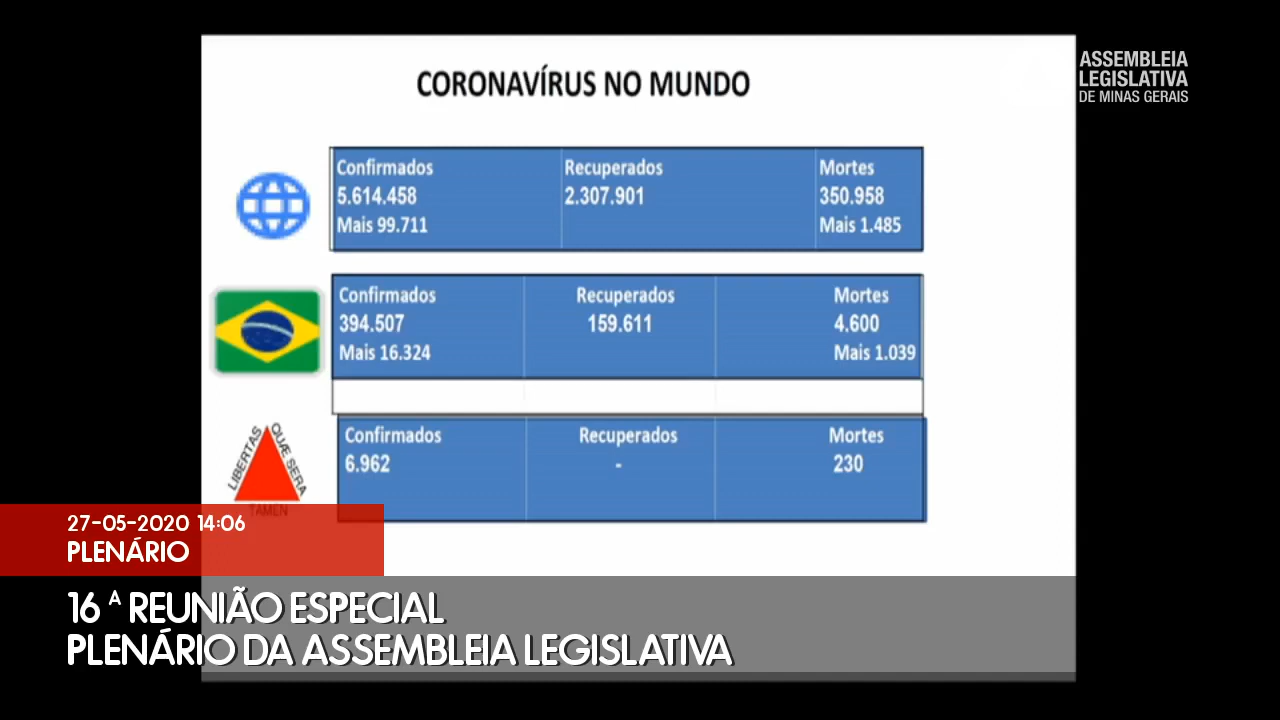 CORONAVÍRUS NO MUNDO
ASSEMBLEIA
LEGISLATIVA
DE MINAS GERAIS
Confirmados Recuperados Mortes
5.614.458 2.307.901 350.958
Mais 99.711 Mais 1.485
Confirmados Recuperados Mortes
394.507 159.611 4.600
Mais 16.324 Mais 1.039
LIBERTAS QUÆ SERA
TAMEN
Confirmados Recuperados Mortes
6.962 - 230
27-05-2020 14:06
PLENÁRIO
16ª REUNIÃO ESPECIAL
PLENÁRIO DA ASSEMBLEIA LEGISLATIVA